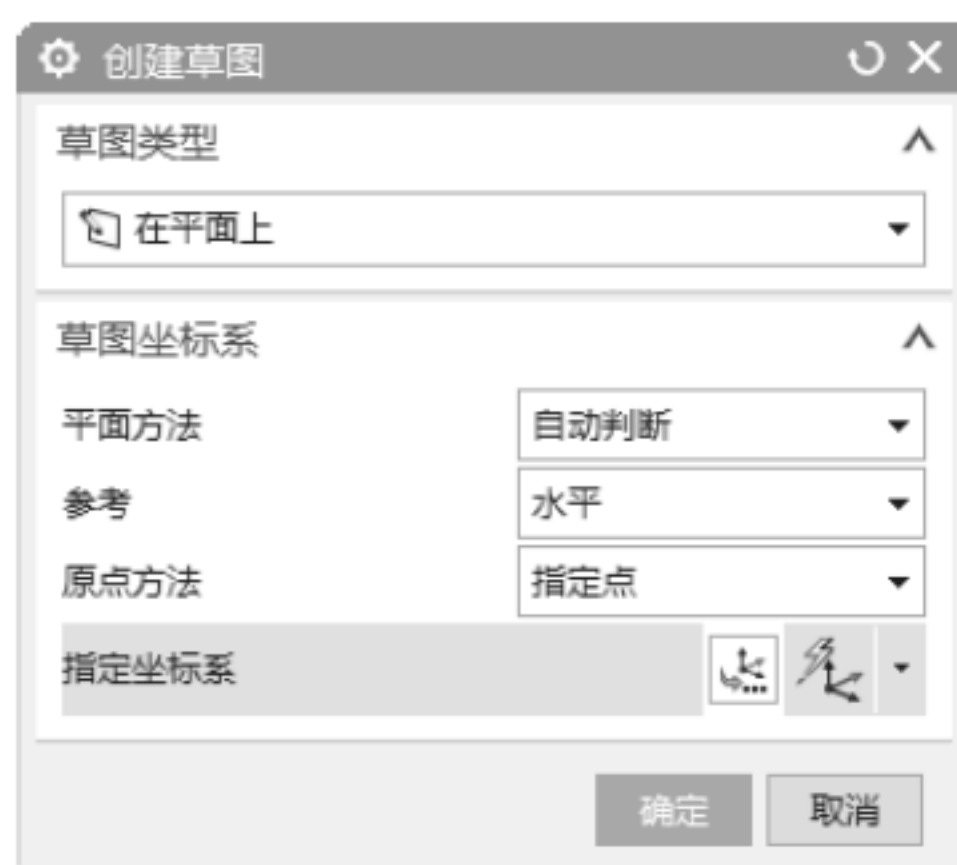 创建草图
草图类型
在平面上
草图坐标系
平面方法 自动判断
参考 水平
原点方法 指定点
指定坐标系
确定 取消